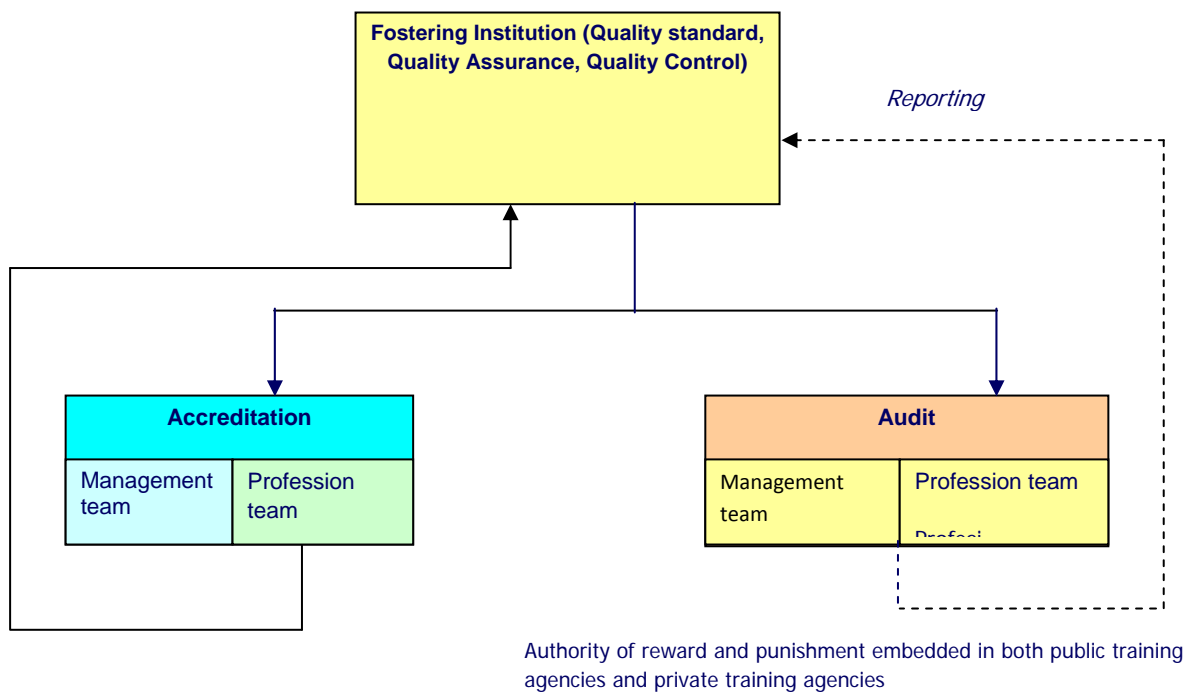 Fostering Institution (Quality standard,
Quality Assurance, Quality Control)
Reporting
Accreditation
Management
team
Profession
team
Audit
Management
team
Profession team
Authority of reward and punishment embedded in both public training
agencies and private training agencies